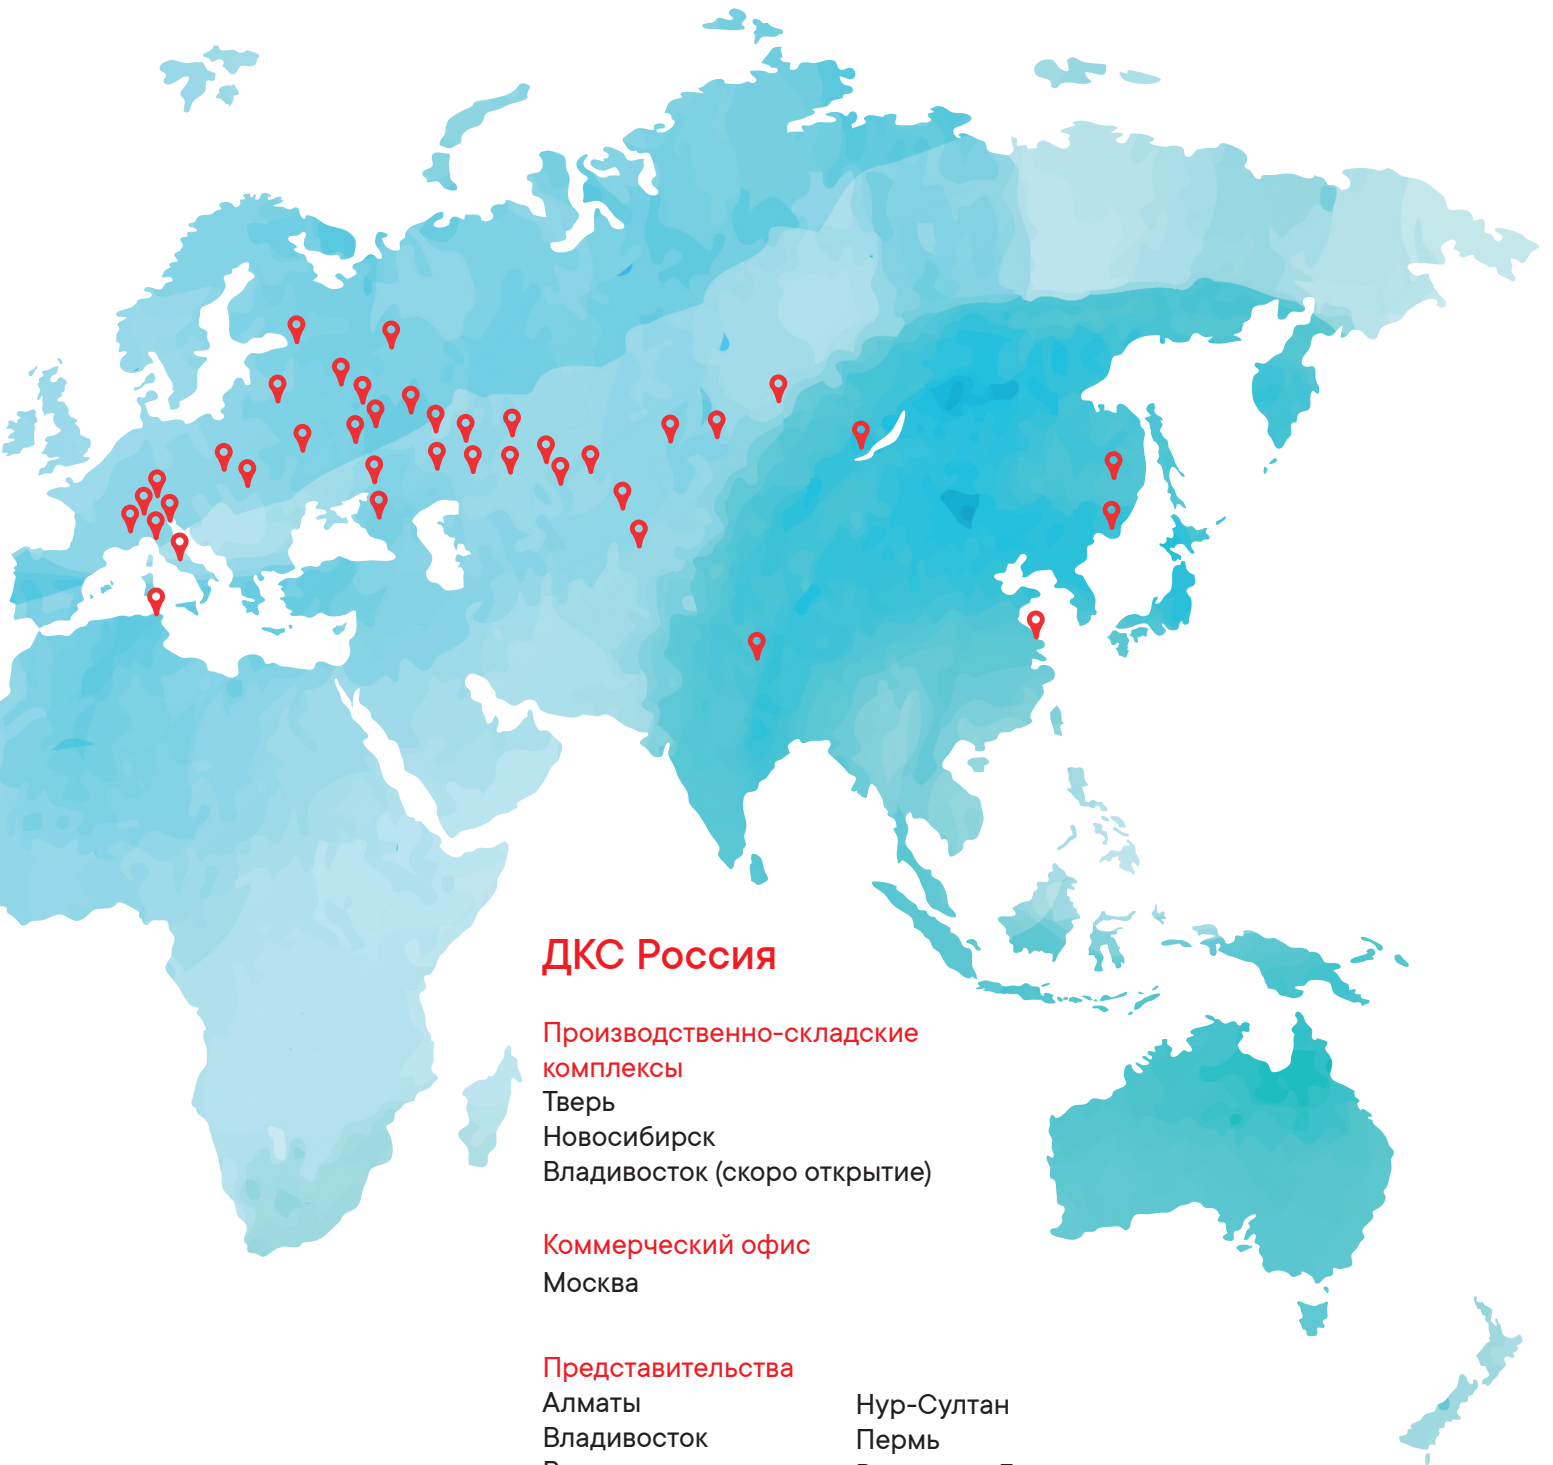 ДКС Россия
Производственно-складские
комплексы
Тверь
Новосибирск
Владивосток (скоро открытие)
Коммерческий офис
Москва
Представительства
Алматы
Владивосток
Нур-Султан
Пермь